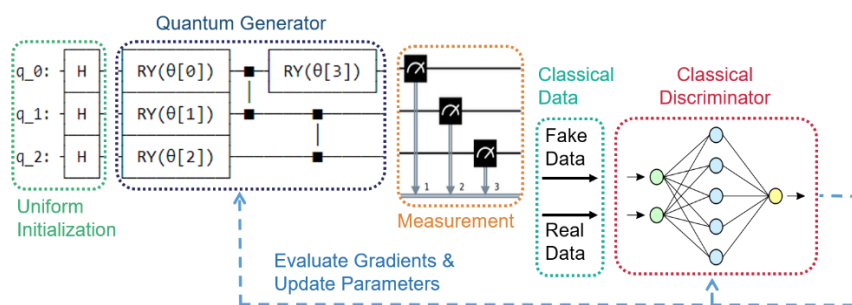 Quantum Generator
q_0: H RY(θ[0]) RY(θ[3])
q_1: H RY(θ[1])
q_2: H RY(θ[2])
1 2 3
Uniform
Initialization
Measurement
Classical
Data
Fake
Data
Real
Data
Classical
Discriminator
Evaluate Gradients &
Update Parameters